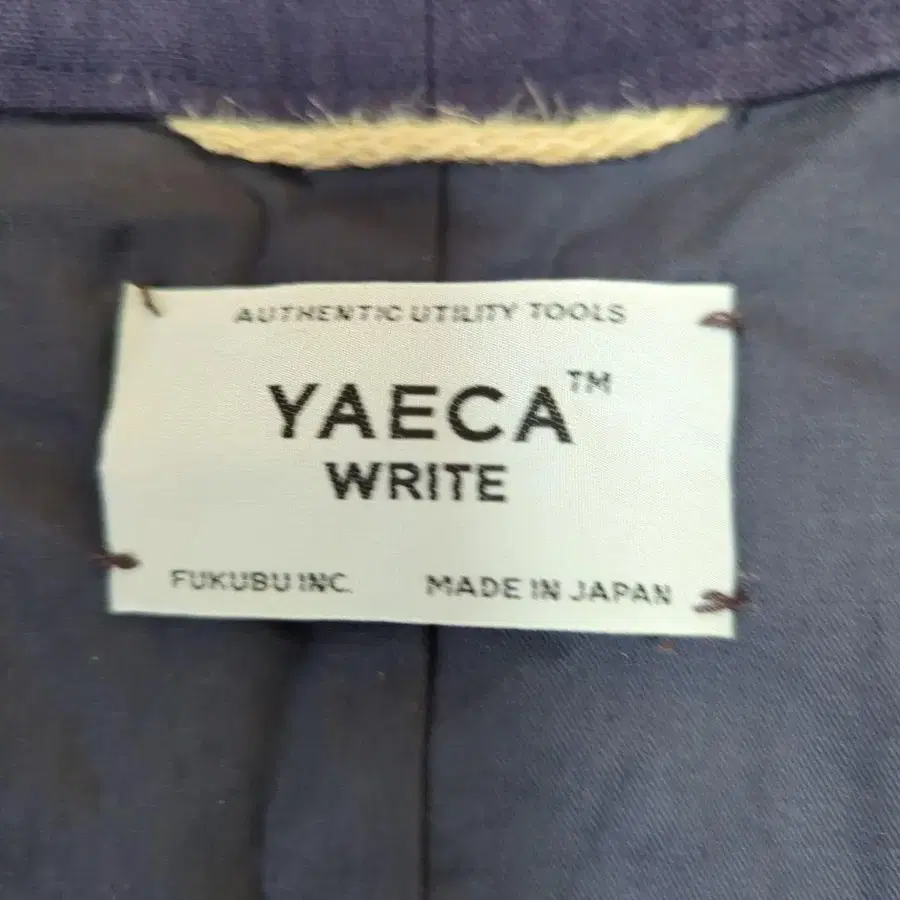 AUTHENTIC UTILITY TOOLS
YAECA™
WRITE
FUKUBU INC. MADE IN JAPAN